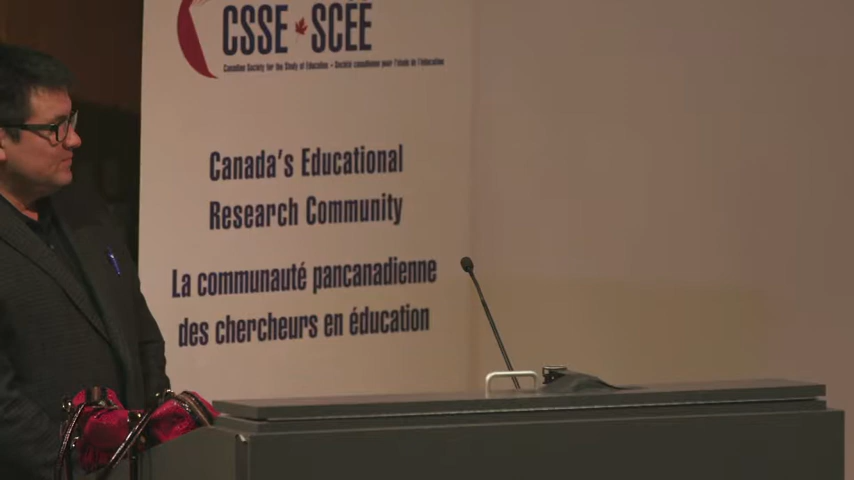 CSSE SCÉÉ
Canadian Society for the Study of Education • Société canadienne pour l'étude de l'éducation
Canada's Educational
Research Community
La communauté pancanadienne
des chercheurs en éducation